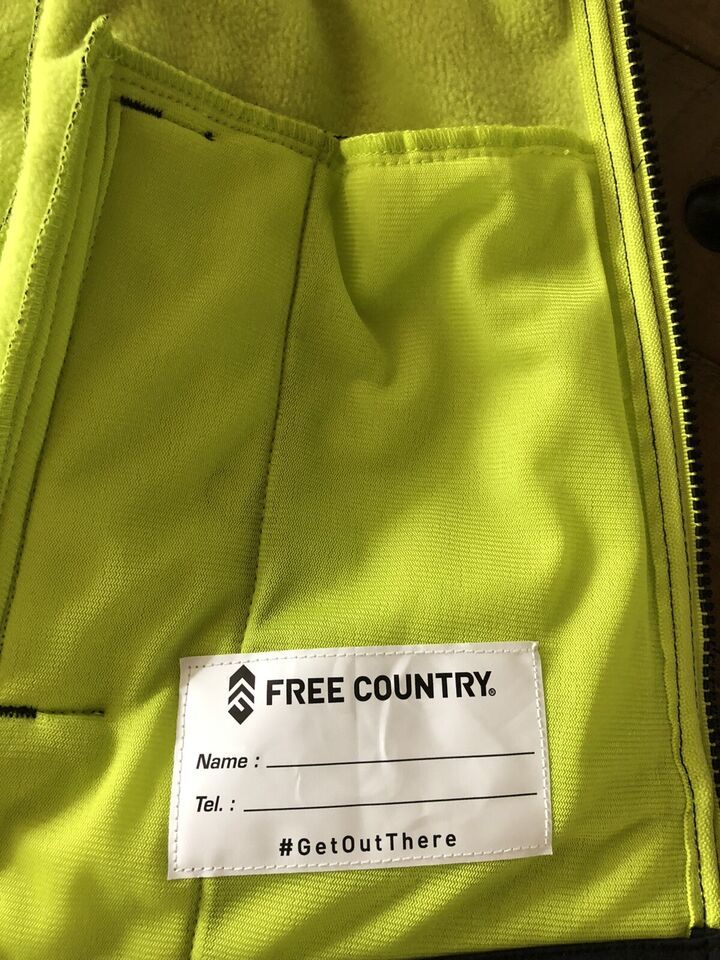 FREE COUNTRY®
Name :
Tel. :
#GetOutThere